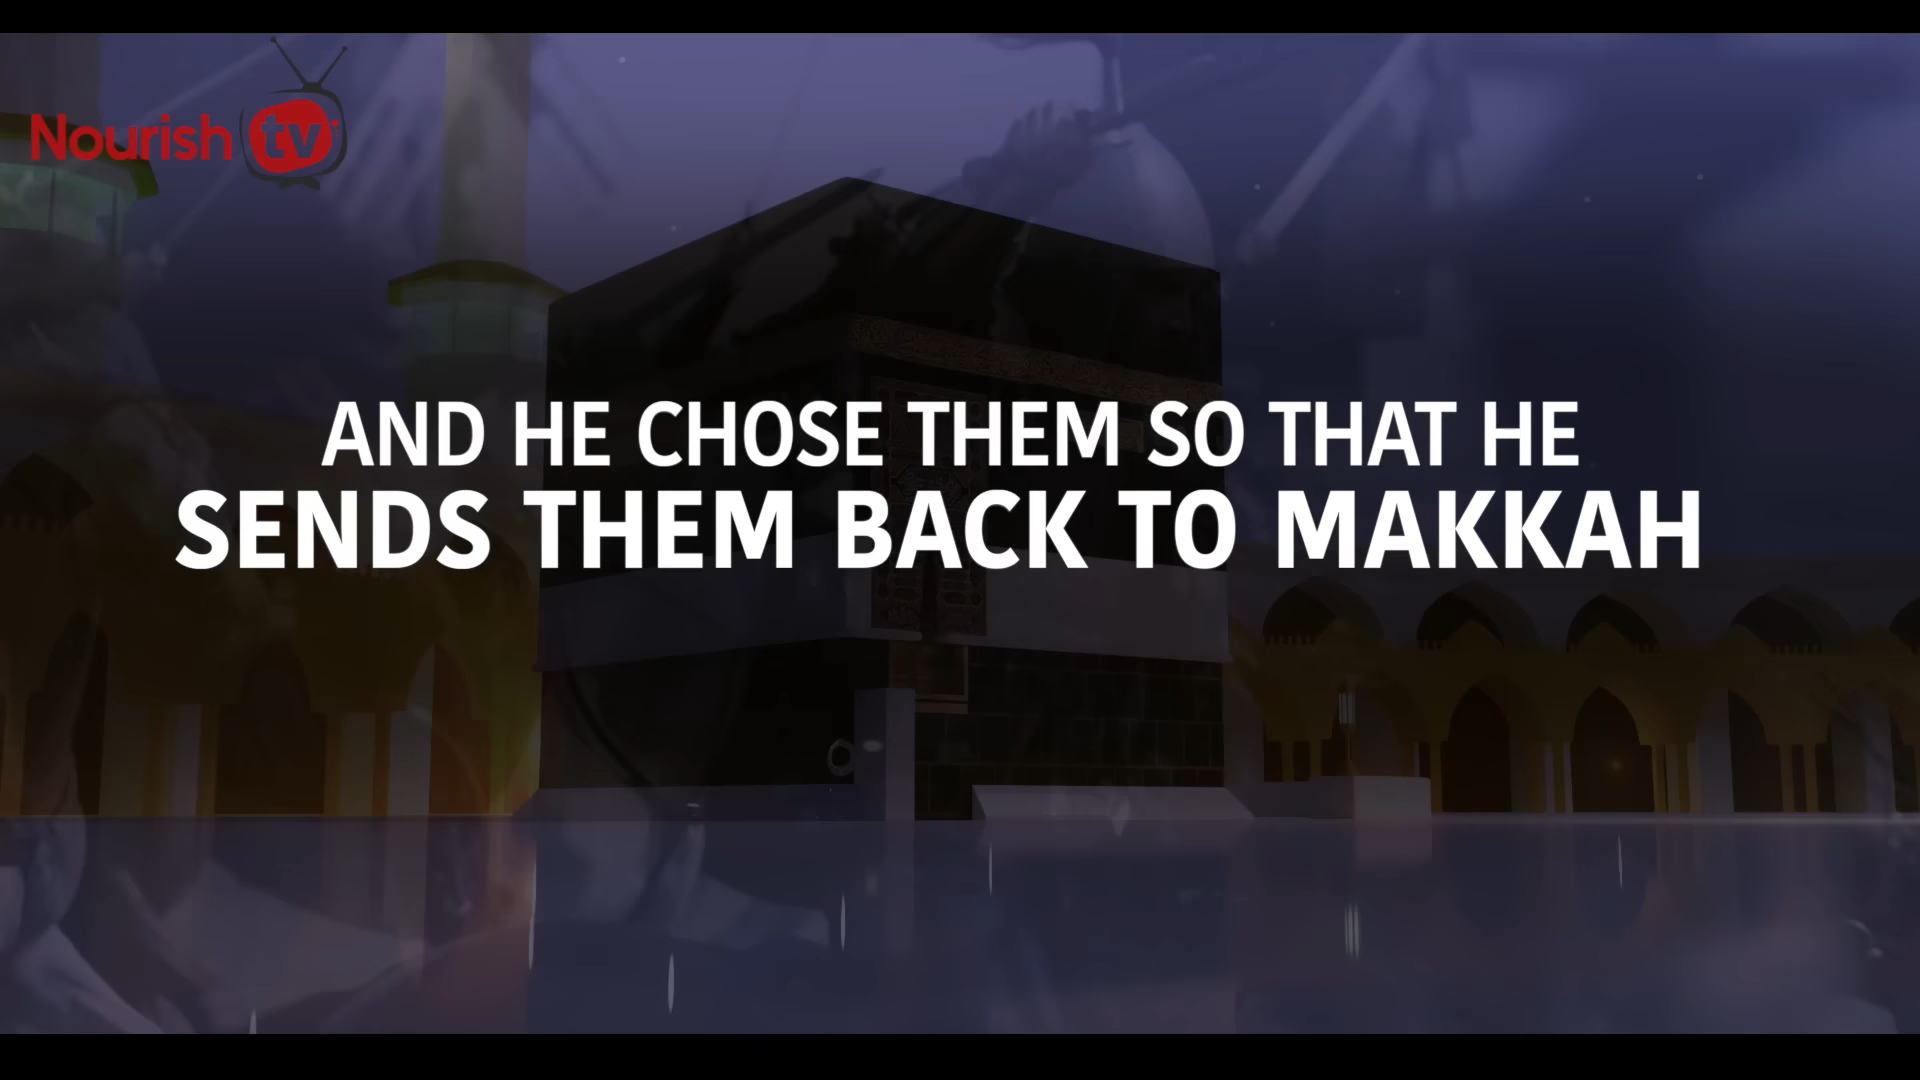 Nourish tv
AND HE CHOSE THEM SO THAT HE
SENDS THEM BACK TO MAKKAH